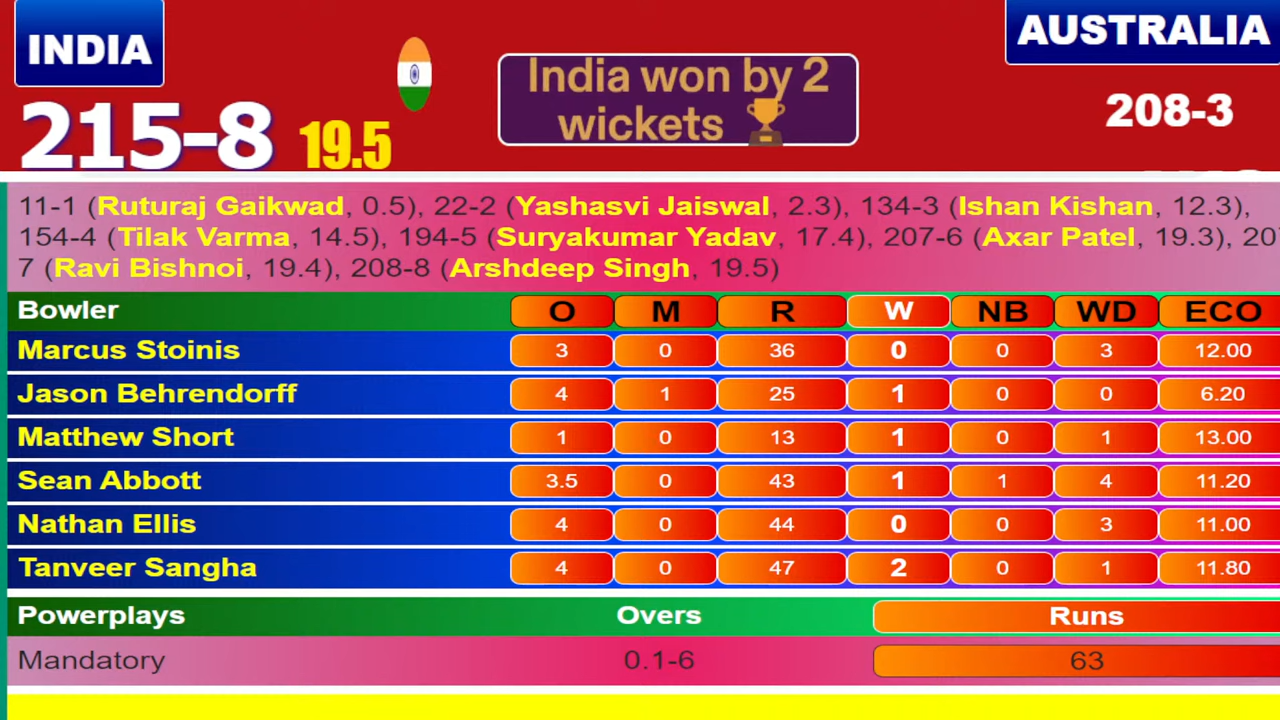 INDIA
AUSTRALIA
India won by 2
wickets
215-8 19.5
208-3
11-1 (Ruturaj Gaikwad, 0.5), 22-2 (Yashasvi Jaiswal, 2.3), 134-3 (Ishan Kishan, 12.3),
154-4 (Tilak Varma, 14.5), 194-5 (Suryakumar Yadav, 17.4), 207-6 (Axar Patel, 19.3), 207
7 (Ravi Bishnoi, 19.4), 208-8 (Arshdeep Singh, 19.5)
Bowler O M R W NB WD ECO
Marcus Stoinis 3 0 36 0 0 3 12.00
Jason Behrendorff 4 1 25 1 0 0 6.20
Matthew Short 1 0 13 1 0 1 13.00
Sean Abbott 3.5 0 43 1 1 4 11.20
Nathan Ellis 4 0 44 0 0 3 11.00
Tanveer Sangha 4 0 47 2 0 1 11.80
Powerplays Overs Runs
Mandatory 0.1-6 63